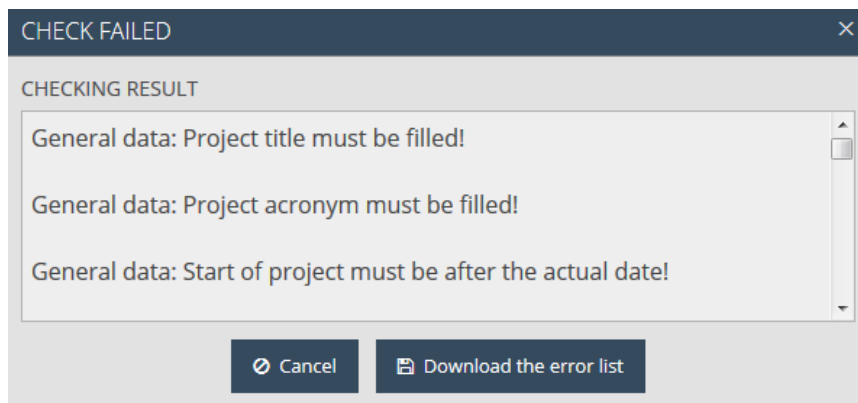 CHECK FAILED
CHECKING RESULT
General data: Project title must be filled!
General data: Project acronym must be filled!
General data: Start of project must be after the actual date!
Cancel
Download the error list